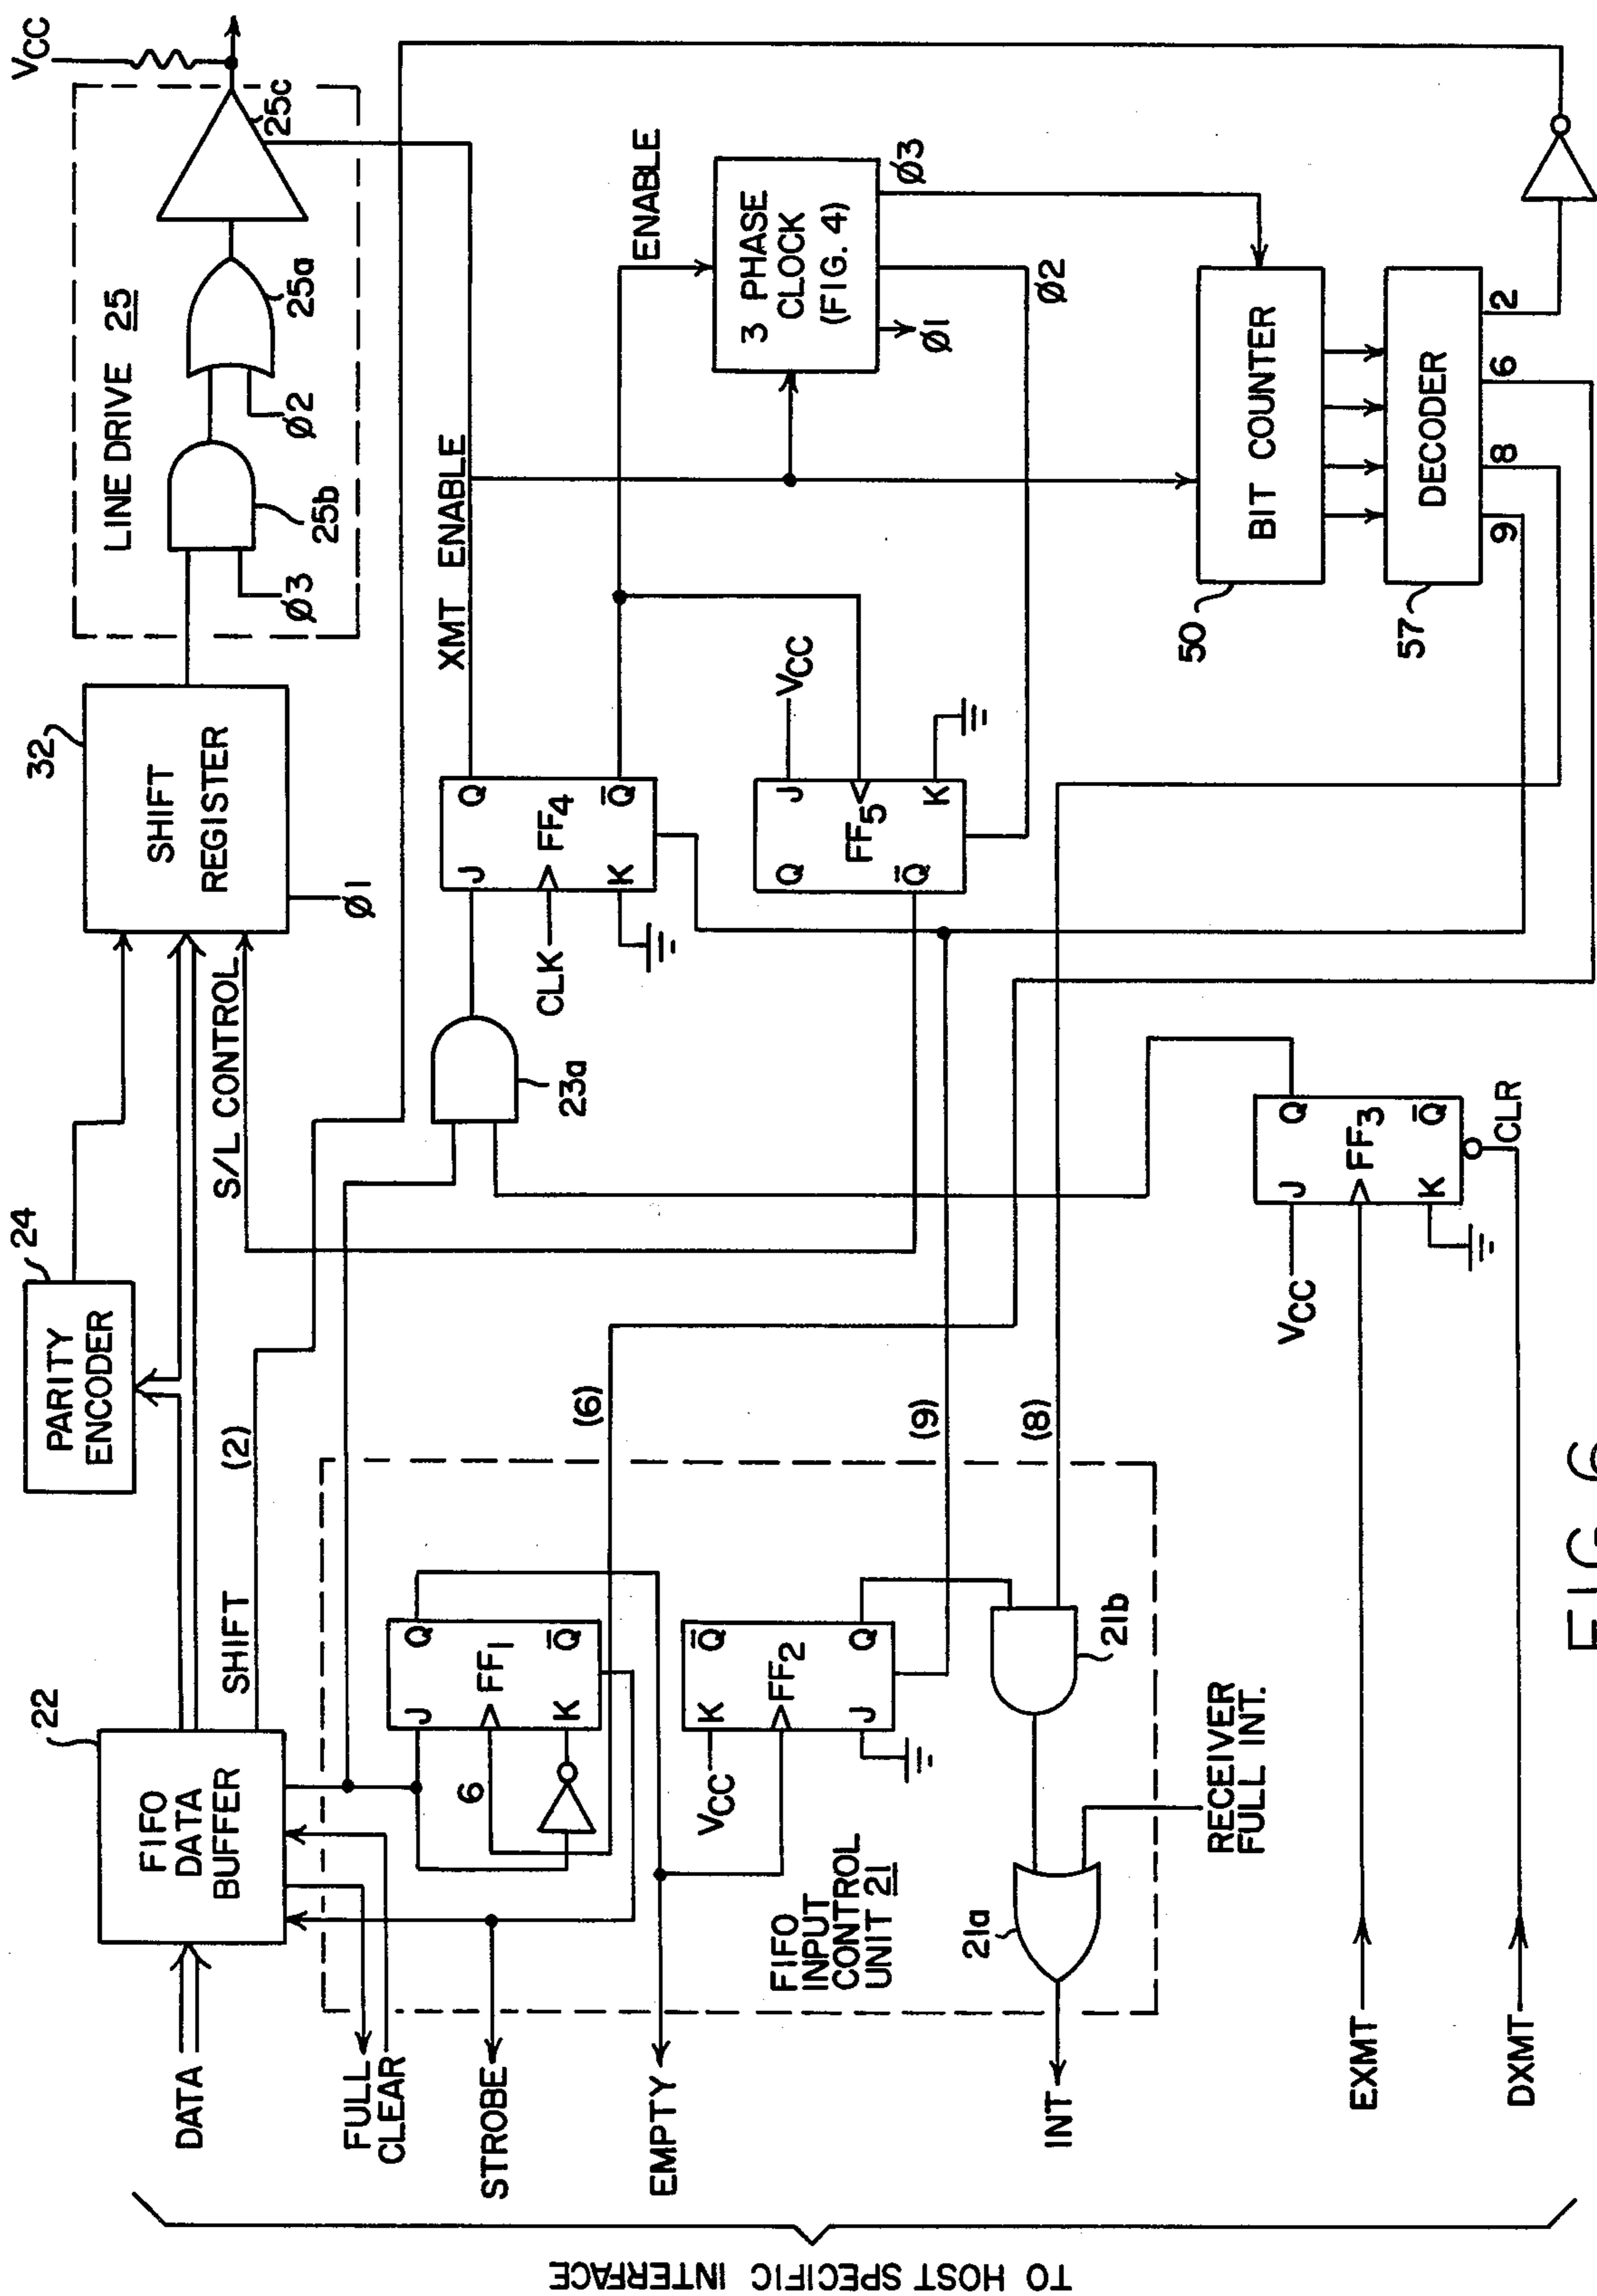 TO HOST SPECIFIC INTERFACE
DATA
FULL
CLEAR
STROBE
EMPTY
INT
EXMT
DXMT
22
FIFO
DATA
BUFFER
SHIFT (2)
24
PARITY
ENCODER
S/L CONTROL
32
SHIFT
REGISTER
Ø1
LINE DRIVE 25
25b
Ø3
25a
Ø2
25c
VCC
J
Q
FF1
K
Q̄
6
(6)
K
Q̄
FF2
J
Q
VCC
(9)
(8)
FIFO
INPUT
CONTROL
UNIT 21
21a
21b
RECEIVER
FULL INT.
23a
CLK
J
Q
FF4
K
Q̄
XMT ENABLE
ENABLE
Q
J
FF5
Q̄
K
VCC
3 PHASE
CLOCK
(FIG. 4)
Ø1
Ø2
Ø3
50
BIT COUNTER
57
DECODER
9
8
6
2
VCC
J
Q
FF3
K
Q̄
CLR
FIG. 6